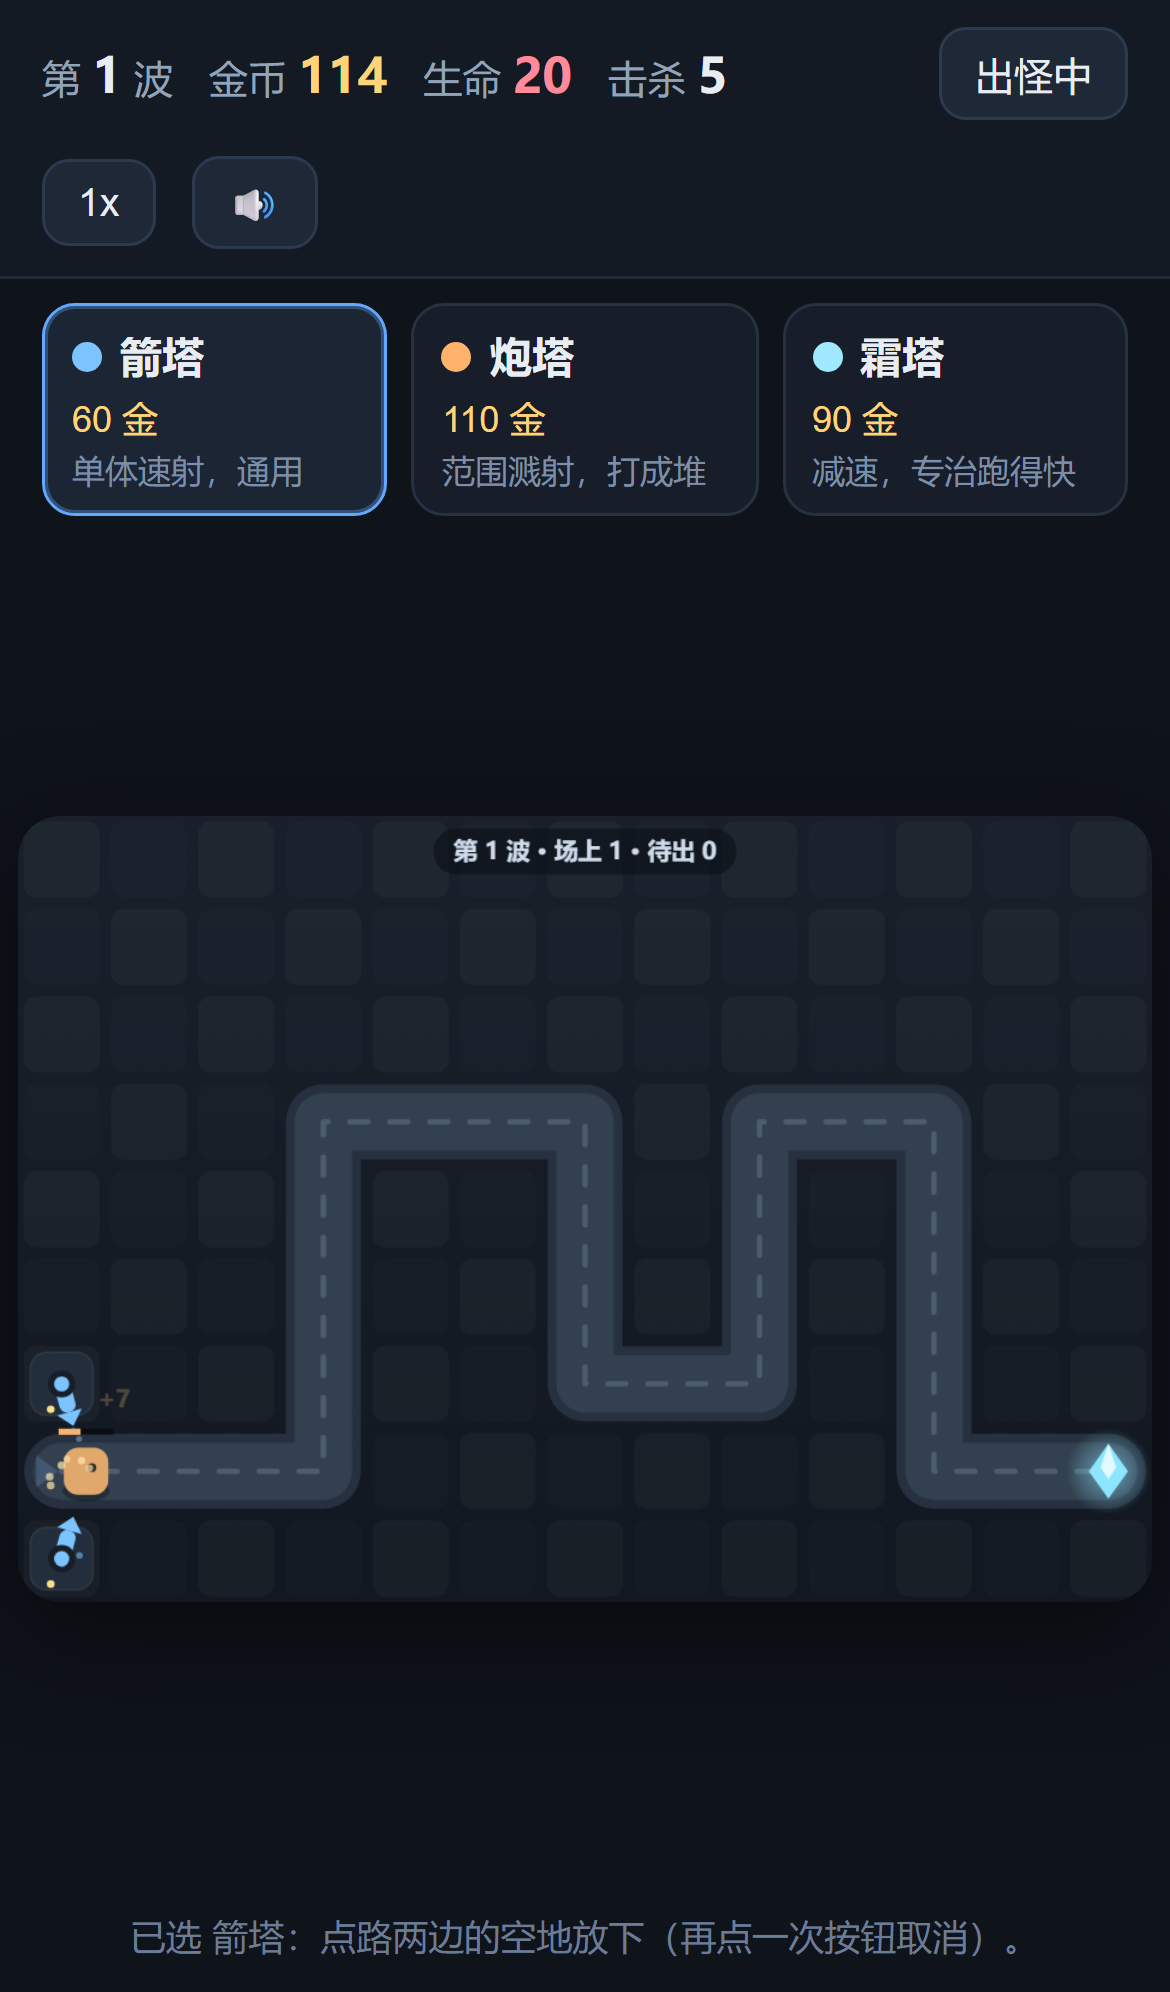 第 1 波 金币 114 生命 20 击杀 5 出怪中
1x
箭塔
60 金
单体速射，通用
炮塔
110 金
范围溅射，打成堆
霜塔
90 金
减速，专治跑得快
第 1 波 · 场上 1 · 待出 0
+7
已选 箭塔：点路两边的空地放下（再点一次按钮取消）。